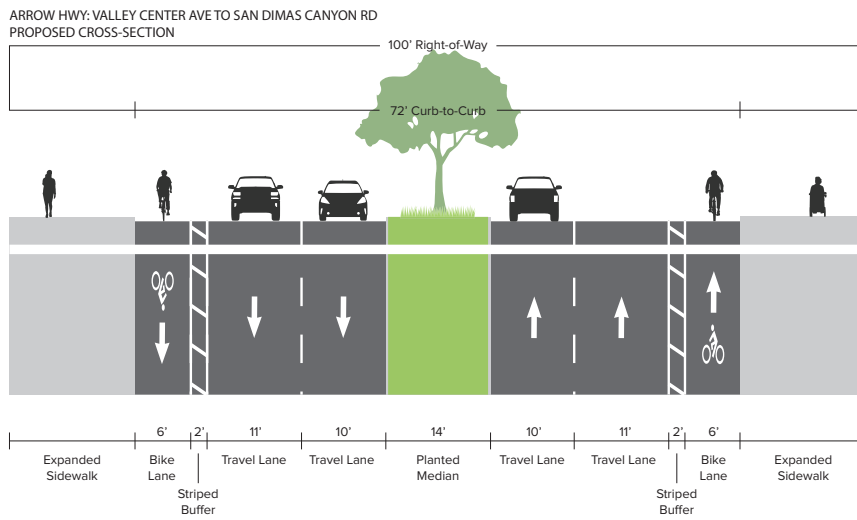 ARROW HWY: VALLEY CENTER AVE TO SAN DIMAS CANYON RD
PROPOSED CROSS-SECTION
100’ Right-of-Way
72’ Curb-to-Curb
6’ 2’ 11’ 10’ 14’ 10’ 11’ 2’ 6’
Expanded Sidewalk
Bike Lane
Striped Buffer
Travel Lane
Travel Lane
Planted Median
Travel Lane
Travel Lane
Striped Buffer
Bike Lane
Expanded Sidewalk